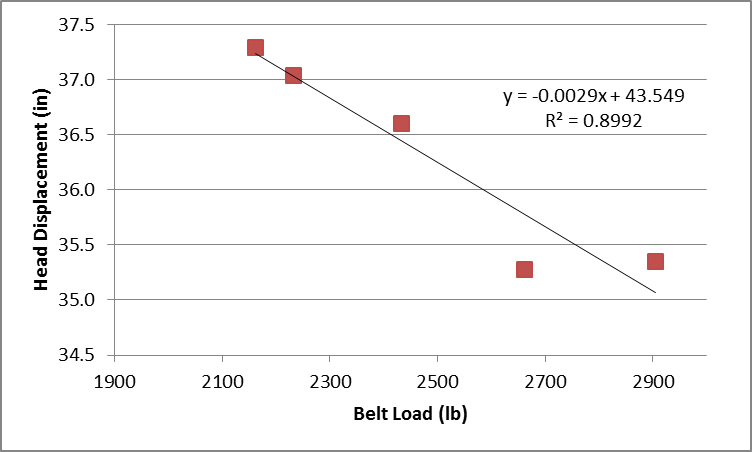 37.5
37.0
36.5
36.0
35.5
35.0
34.5
Head Displacement (in)
y = -0.0029x + 43.549
R² = 0.8992
1900 2100 2300 2500 2700 2900
Belt Load (lb)